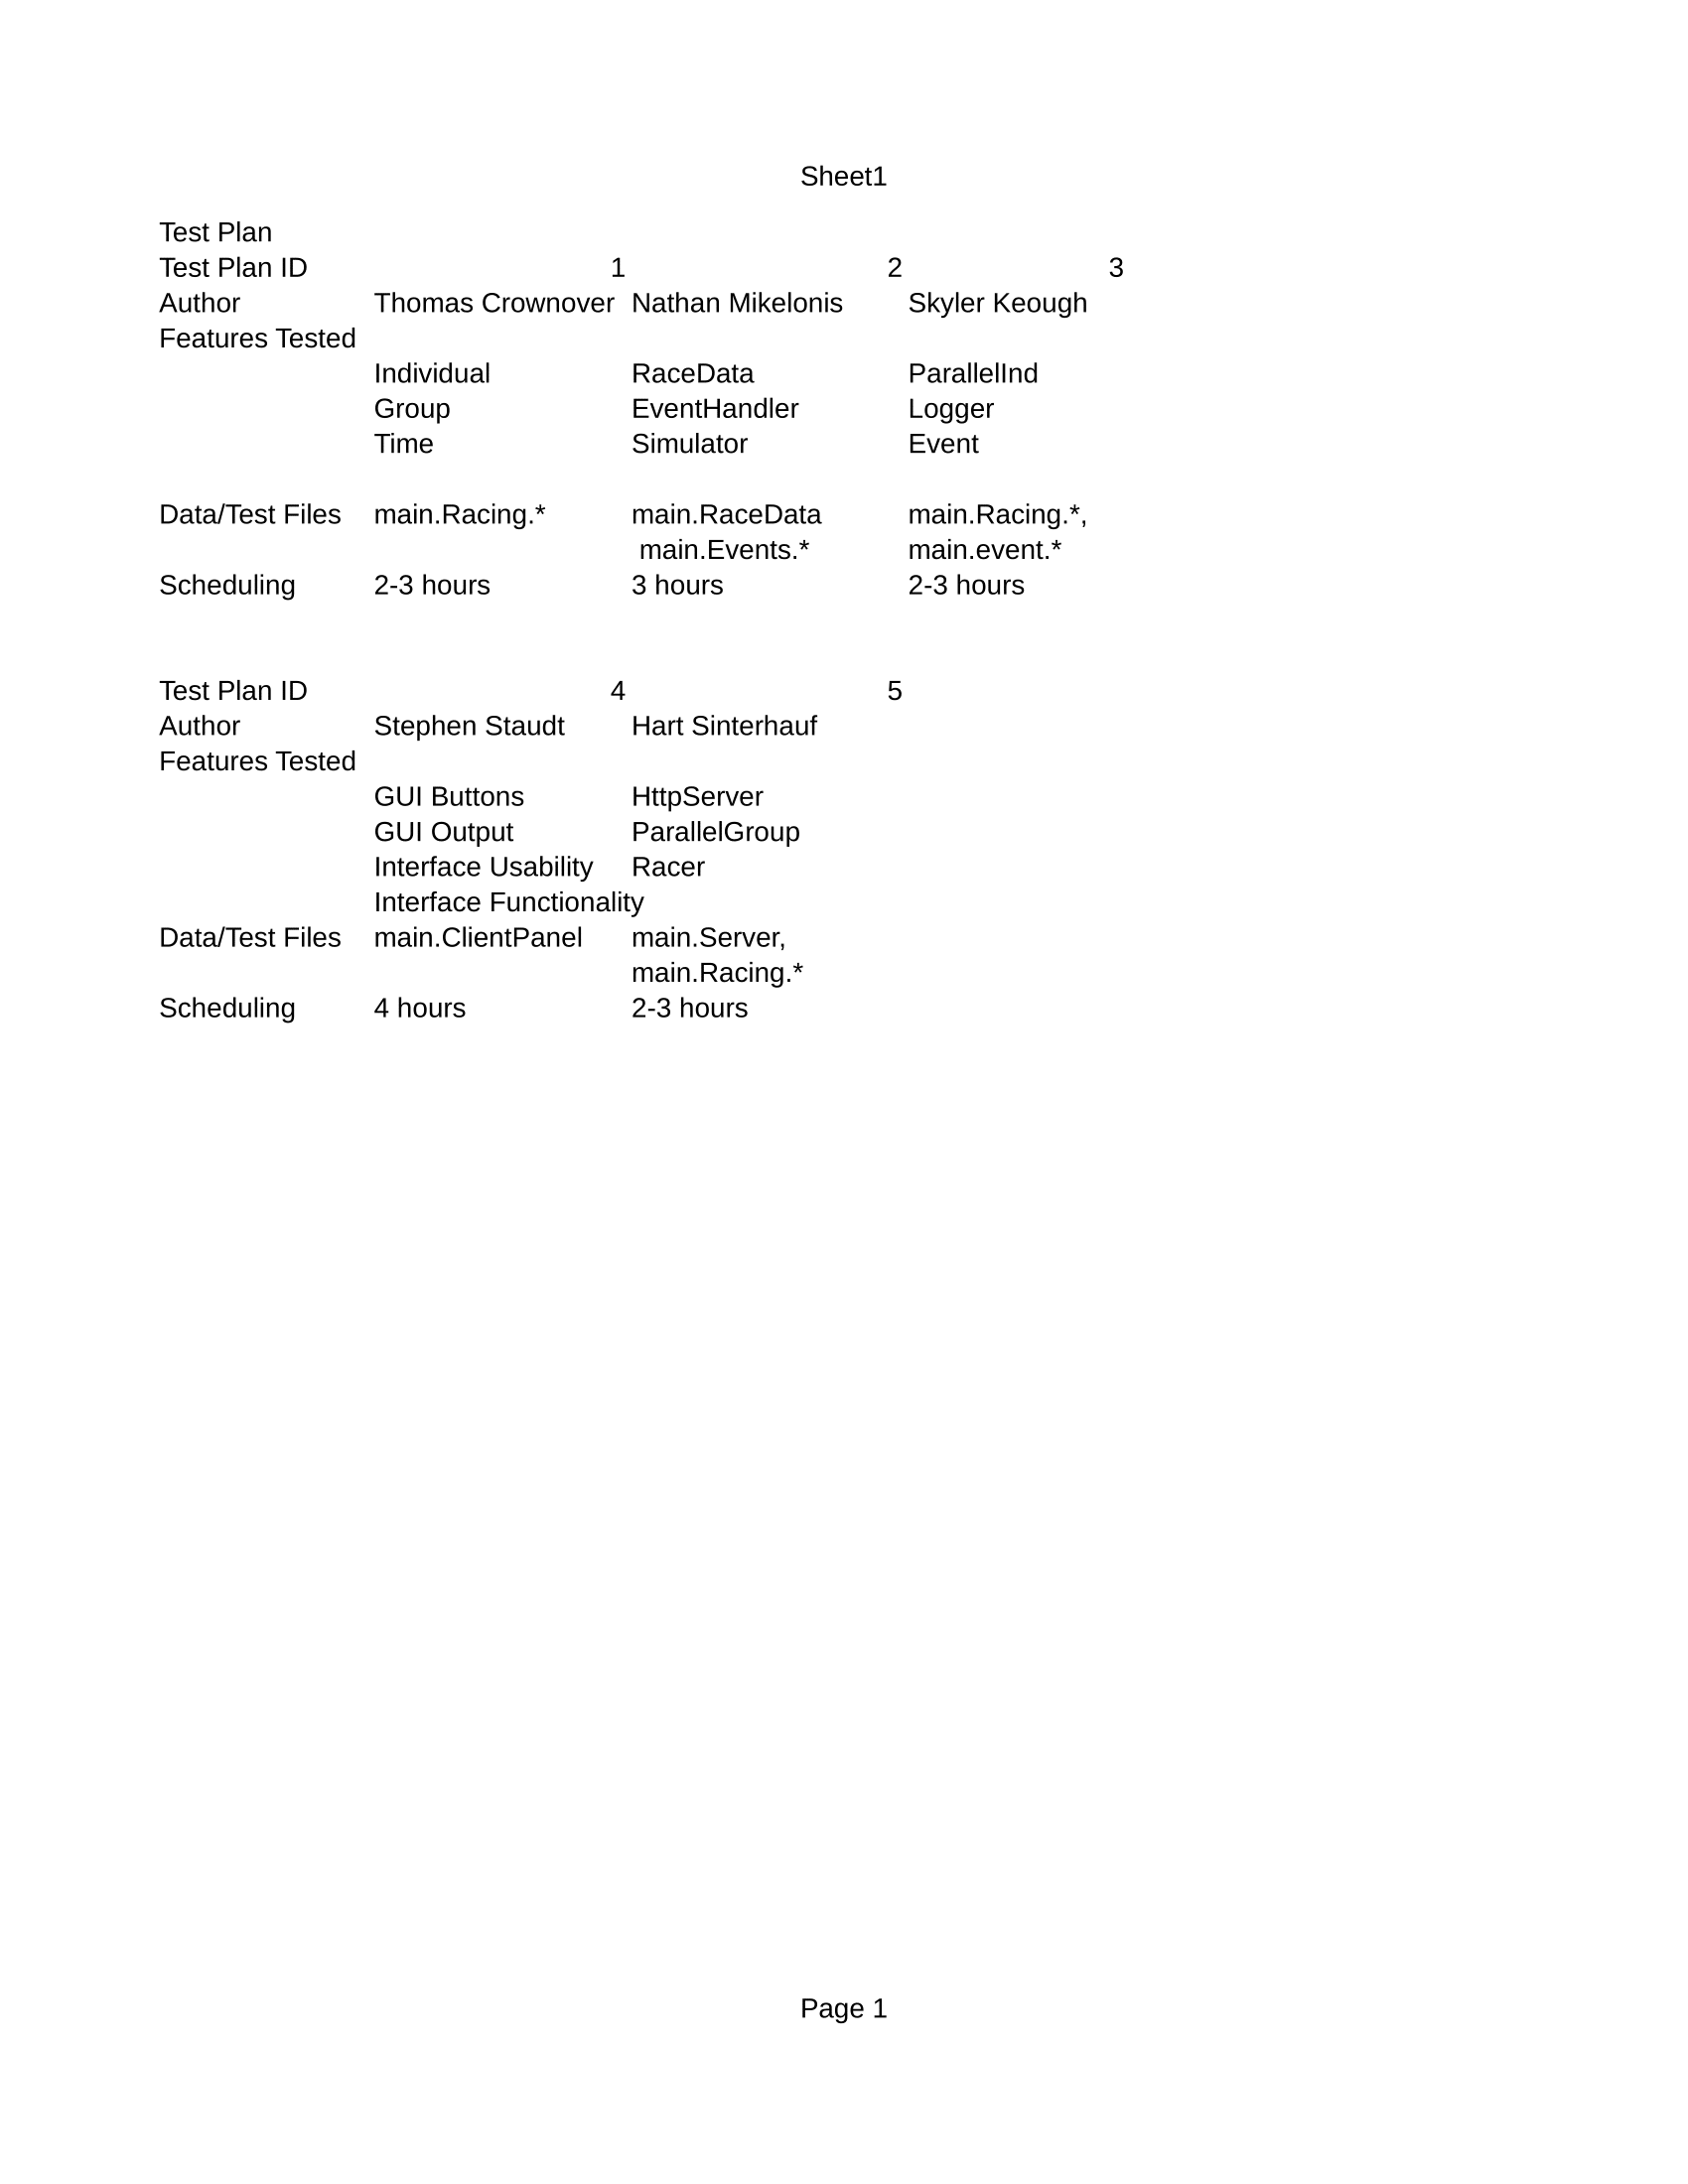 Sheet1
Test Plan
Test Plan ID 1 2 3
Author Thomas Crownover Nathan Mikelonis Skyler Keough
Features Tested
Individual RaceData ParallelInd
Group EventHandler Logger
Time Simulator Event
Data/Test Files main.Racing.* main.RaceData main.Racing.*,
main.Events.* main.event.*
Scheduling 2-3 hours 3 hours 2-3 hours
Test Plan ID 4 5
Author Stephen Staudt Hart Sinterhauf
Features Tested
GUI Buttons HttpServer
GUI Output ParallelGroup
Interface Usability Racer
Interface Functionality
Data/Test Files main.ClientPanel main.Server,
main.Racing.*
Scheduling 4 hours 2-3 hours
Page 1